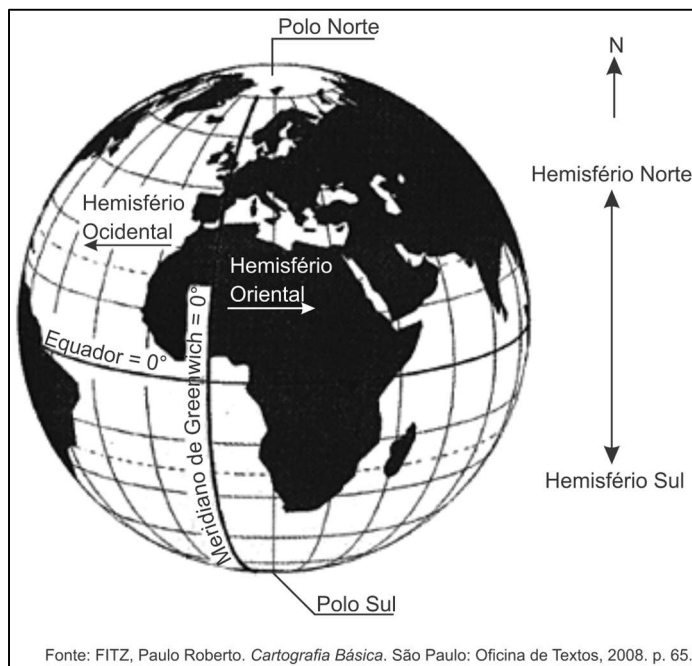 Polo Norte
N
Hemisfério Norte
Hemisfério
Ocidental
Hemisfério
Oriental
Equador = 0°
Meridiano de Greenwich = 0°
Hemisfério Sul
Polo Sul
Fonte: FITZ, Paulo Roberto. Cartografia Básica. São Paulo: Oficina de Textos, 2008. p. 65.